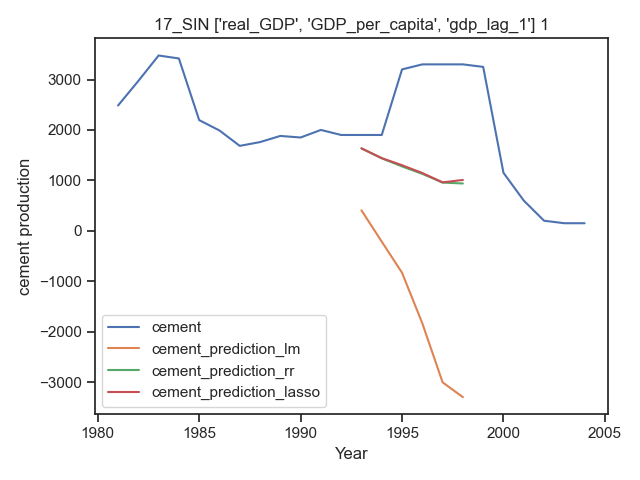 17_SIN ['real_GDP', 'GDP_per_capita', 'gdp_lag_1'] 1
cement production
3000
2000
1000
0
−1000
−2000
−3000
cement
cement_prediction_lm
cement_prediction_rr
cement_prediction_lasso
1980
1985
1990
1995
2000
2005
Year